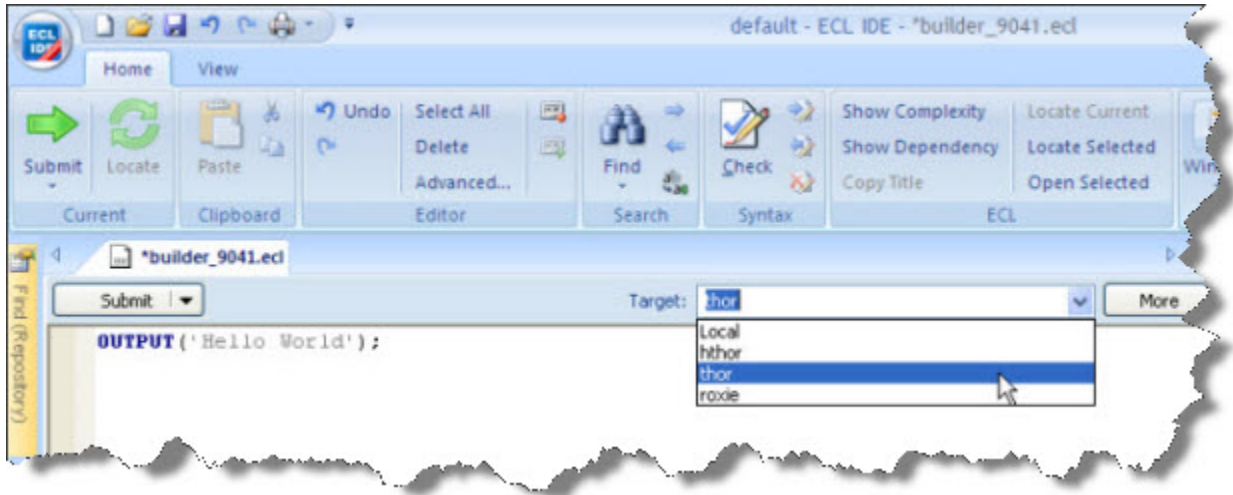 ECL
IDE
default - ECL IDE - *builder_9041.ecl
Home View
Undo Select All Show Complexity Locate Current
Delete Show Dependency Locate Selected
Submit Locate Paste Advanced... Find Check Copy Title Open Selected
Current Clipboard Editor Search Syntax ECL
*builder_9041.ecl
Submit Target: thor More
Find (Repository)
OUTPUT('Hello World');
Local
hthor
thor
roxie